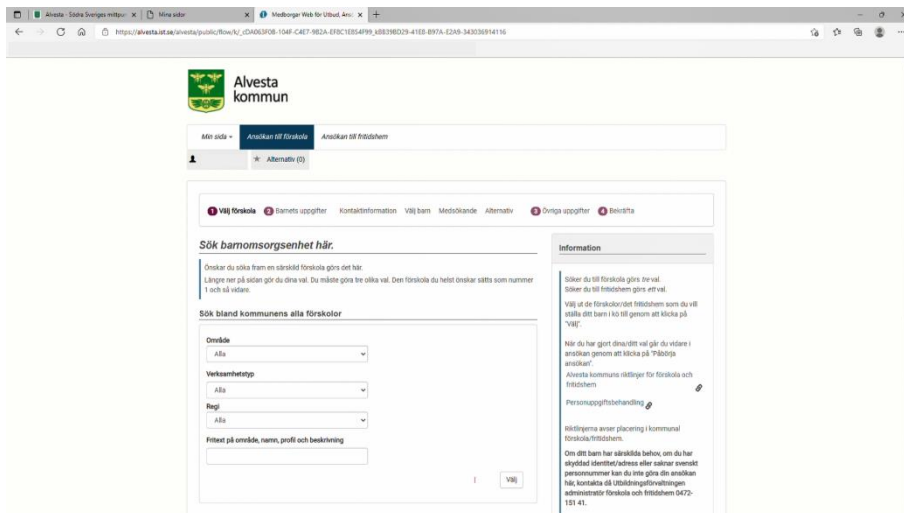 Alvesta - Södra Sveriges mittpun
Mina sidor
Medborger Web för Utbud, Ans
https://alvesta.ist.se/alvesta/public/flow/k/
Alvesta
kommun
Min sida
Ansökan till förskola
Ansökan till fritidshem
Alternativ (0)
1 Välj förskola 2 Barnets uppgifter Kontaktinformation Välj barn Medsökande Alternativ 3 Övriga uppgifter 4 Bekräfta
Sök barnomsorgsenhet här.
Önskar du söka fram en särskild förskola görs det här.
Längre ner på sidan gör du dina val. Du måste göra tre olika val. Den förskola du helst önskar sätts som nummer
1 och så vidare.
Sök bland kommunens alla förskolor
Område
Alla
Verksamhetstyp
Alla
Regi
Alla
Fritext på område, namn, profil och beskrivning
Välj
Information
Söker du till förskola görs tre val.
Söker du till fritidshem görs ett val.
Välj ut de förskolor/det fritidshem som du vill
ställa ditt barn i kö till genom att klicka på
"Välj".
När du har gjort dina/ditt val går du vidare i
ansökan genom att klicka på "Påbörja
ansökan".
Alvesta kommuns riktlinjer för förskola och
fritidshem
Personuppgiftsbehandling
Riktlinjerna avser placering i kommunal
förskola/fritidshem.
Om ditt barn har särskilda behov, om du har
skyddad identitet/adress eller saknar svenskt
personnummer kan du inte göra din ansökan
här, kontakta då Utbildningsförvaltningen
administratör förskola och fritidshem 0472-
151 41.